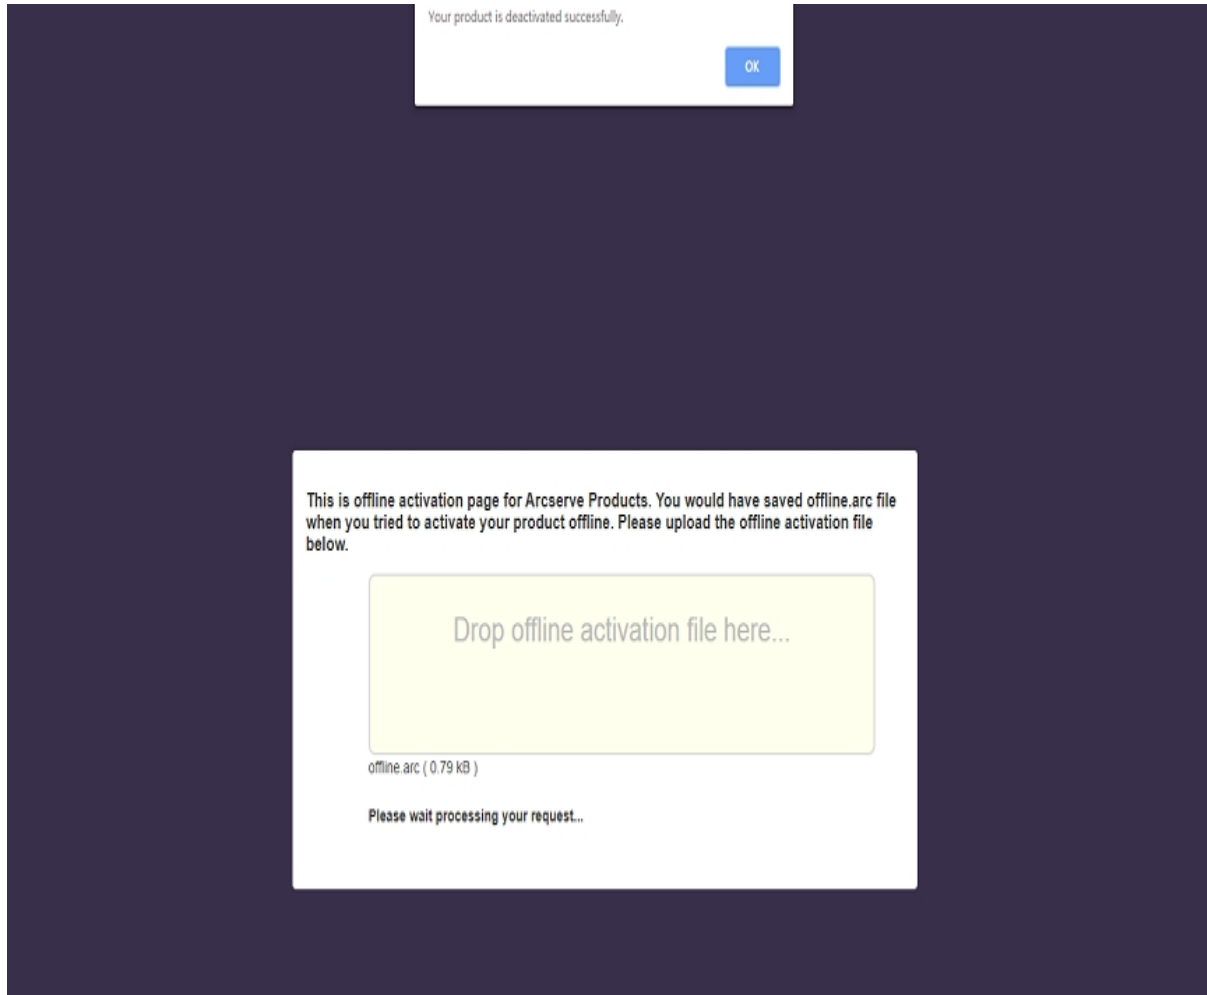 Your product is deactivated successfully.
OK
This is offline activation page for Arcserve Products. You would have saved offline.arc file
when you tried to activate your product offline. Please upload the offline activation file
below.
Drop offline activation file here...
offline.arc ( 0.79 kB )
Please wait processing your request...